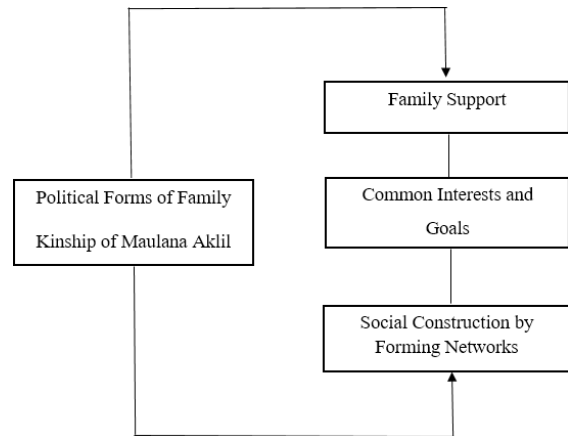 Family Support
Political Forms of Family
Kinship of Maulana Aklil
Common Interests and
Goals
Social Construction by
Forming Networks